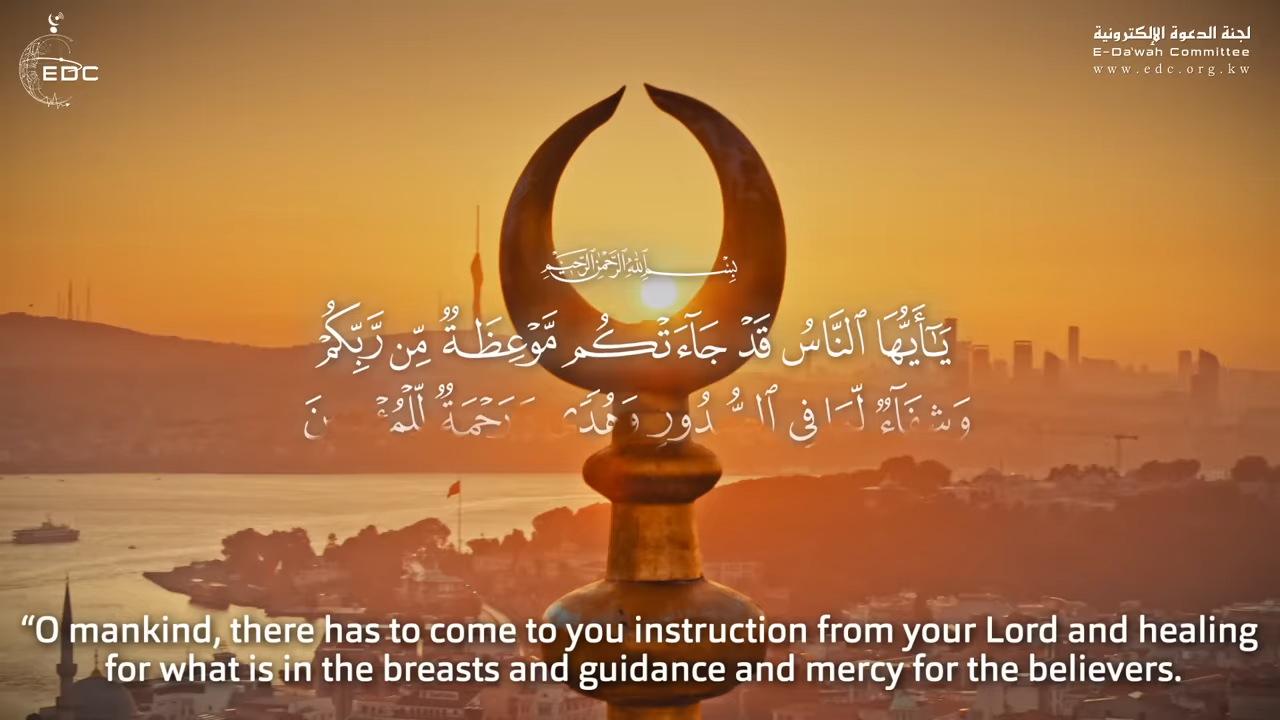 EDC
لجنة الدعوة الإلكترونية
E-Da'wah Committee
www.edc.org.kw
بِسْمِ ٱللَّهِ ٱلرَّحْمَٰنِ ٱلرَّحِيمِ
يَـٰٓأَيُّهَا ٱلنَّاسُ قَدْ جَآءَتْكُم مَّوْعِظَةٌ مِّن رَّبِّكُمْ
وَشِفَآءٌ لِّمَا فِى وَهُدًى وَرَحْمَةٌ
“O mankind, there has to come to you instruction from your Lord and healing
for what is in the breasts and guidance and mercy for the believers.